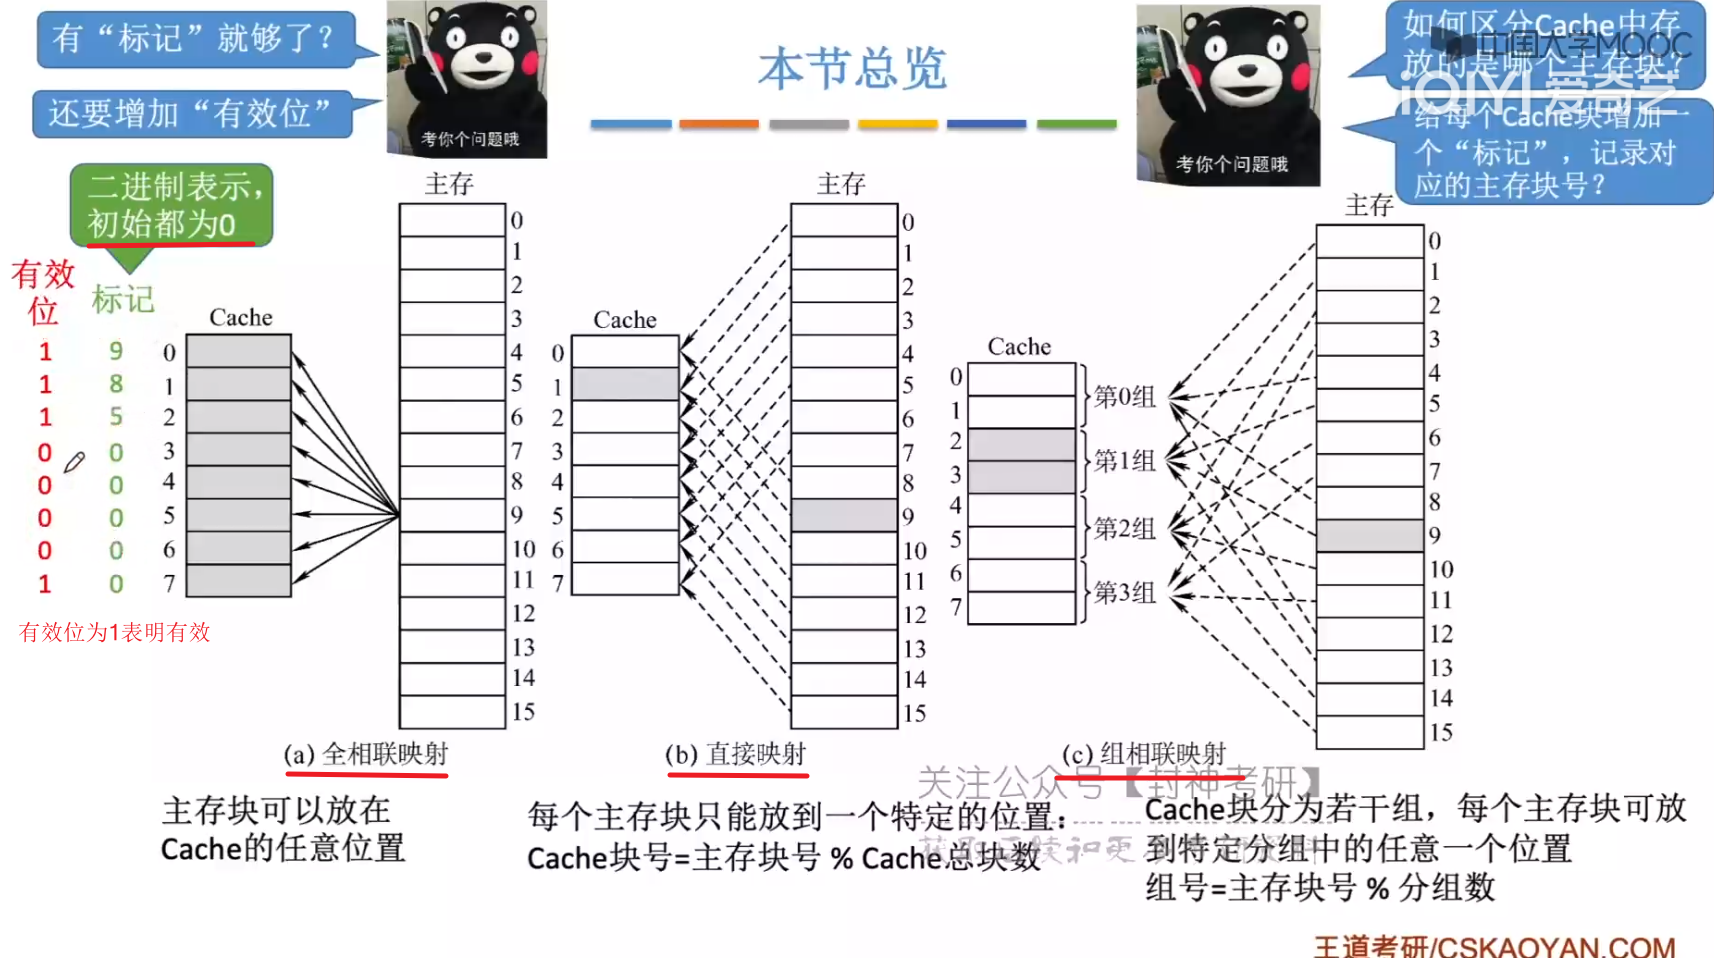 有“标记”就够了？
还要增加“有效位”
考你个问题哦
本节总览
考你个问题哦
如何区分Cache中存
放的是哪个主存块？
中国大学MOOC
iQIYI 爱奇艺
给每个Cache块增加一
个“标记”，记录对
应的主存块号？
二进制表示，
初始都为0
有效
位
标记
1 9
1 8
1 5
0 0
0 0
0 0
0 0
1 0
有效位为1表明有效
Cache
0
1
2
3
4
5
6
7
主存
0
1
2
3
4
5
6
7
8
9
10
11
12
13
14
15
(a) 全相联映射
主存块可以放在
Cache的任意位置
Cache
0
1
2
3
4
5
6
7
主存
0
1
2
3
4
5
6
7
8
9
10
11
12
13
14
15
(b) 直接映射
每个主存块只能放到一个特定的位置：
Cache块号=主存块号 % Cache总块数
Cache
0
1
2
3
4
5
6
7
第0组
第1组
第2组
第3组
主存
0
1
2
3
4
5
6
7
8
9
10
11
12
13
14
15
(c) 组相联映射
Cache块分为若干组，每个主存块可放
到特定分组中的任意一个位置
组号=主存块号 % 分组数
关注公众号【封神考研】
王道考研/CSKAOYAN.COM